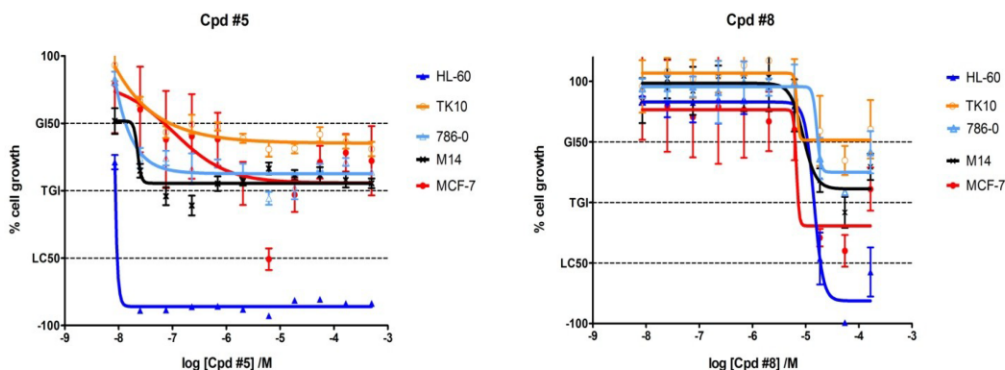 Cpd #5
100
GI50
TGI
LC50
-100
% cell growth
-9
-8
-7
-6
-5
-4
-3
log [Cpd #5] /M
HL-60
TK10
786-0
M14
MCF-7
Cpd #8
100
GI50
TGI
LC50
-100
% cell growth
-9
-8
-7
-6
-5
-4
-3
log [Cpd #8] /M
HL-60
TK10
786-0
M14
MCF-7